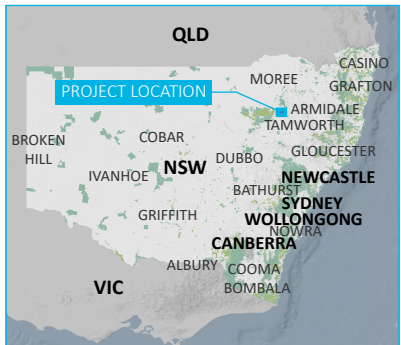 QLD
CASINO
MOREE
GRAFTON
PROJECT LOCATION
ARMIDALE
TAMWORTH
BROKEN
HILL
COBAR
GLOUCESTER
DUBBO
NSW
IVANHOE
NEWCASTLE
BATHURST
SYDNEY
GRIFFITH
WOLLONGONG
NOWRA
CANBERRA
ALBURY
COOMA
VIC
BOMBALA